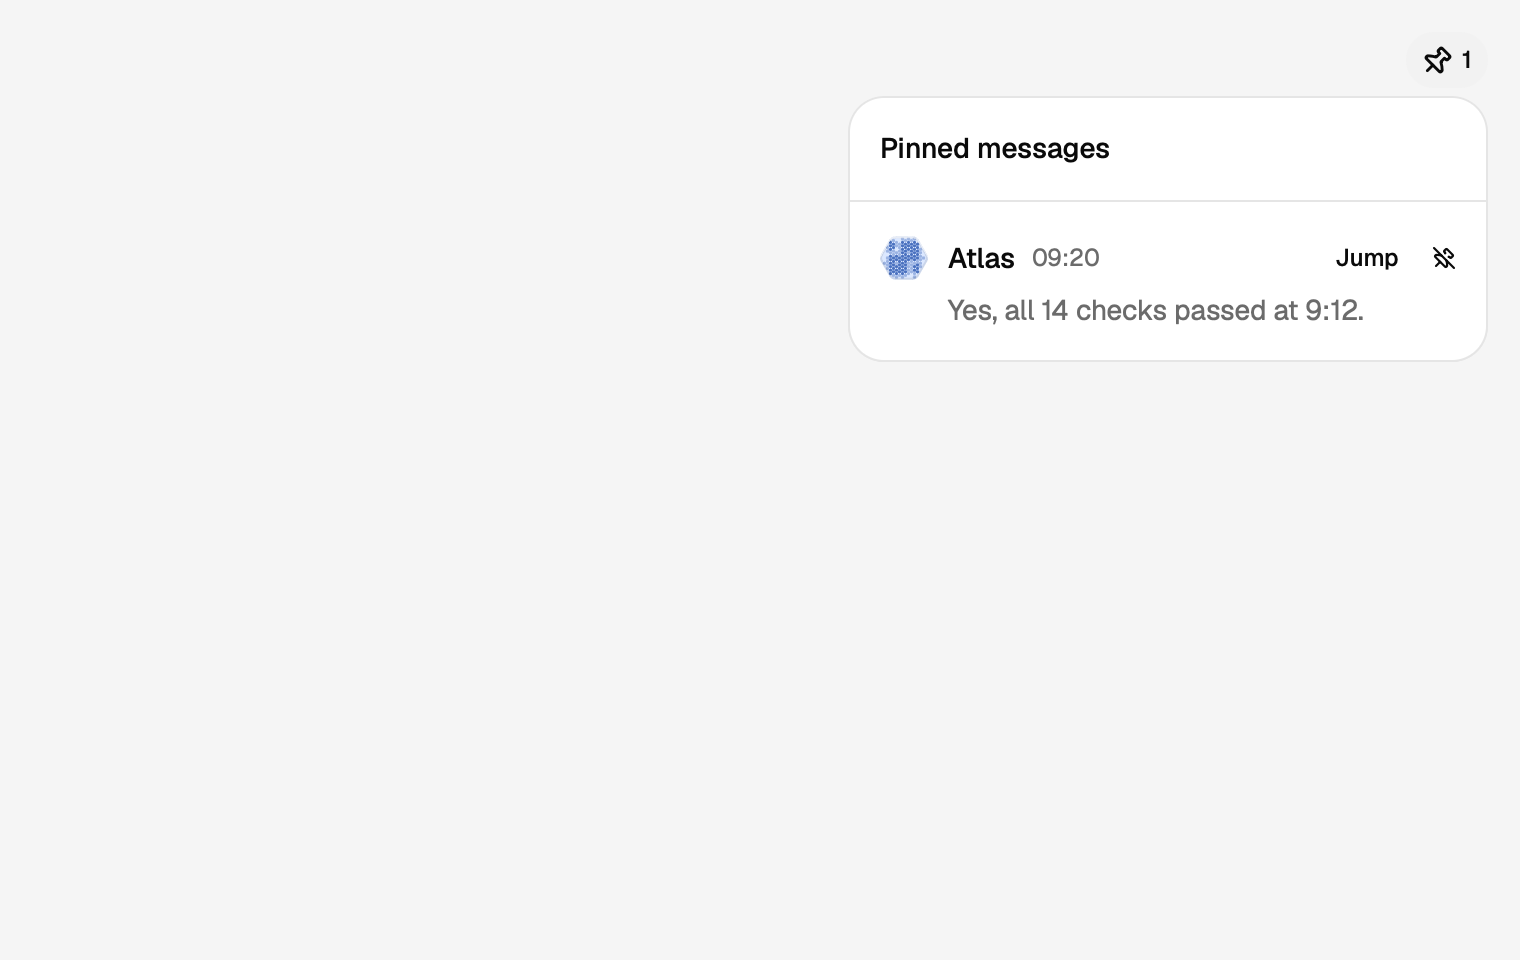 1
Pinned messages
Atlas 09:20 Jump
Yes, all 14 checks passed at 9:12.